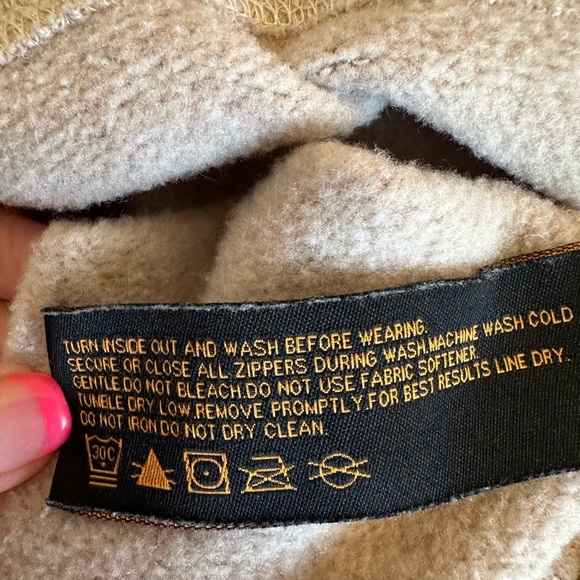 TURN INSIDE OUT AND WASH BEFORE WEARING.
SECURE OR CLOSE ALL ZIPPERS DURING WASH.MACHINE WASH COLD
GENTLE.DO NOT BLEACH.DO NOT USE FABRIC SOFTENER.
TUMBLE DRY LOW.REMOVE PROMPTLY.FOR BEST RESULTS LINE DRY.
DO NOT IRON.DO NOT DRY CLEAN.
30C